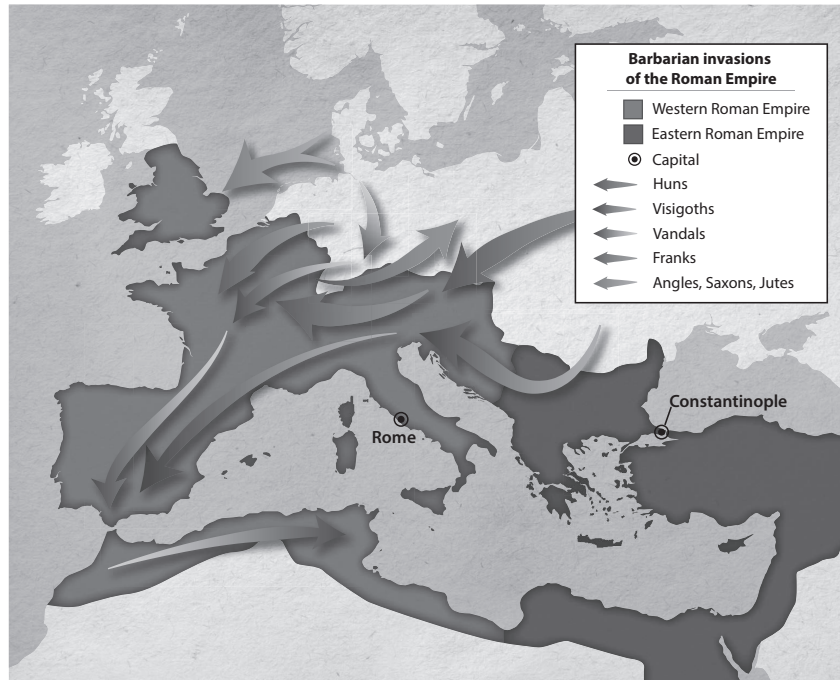 Barbarian invasions
of the Roman Empire
Western Roman Empire
Eastern Roman Empire
Capital
Huns
Visigoths
Vandals
Franks
Angles, Saxons, Jutes
Constantinople
Rome